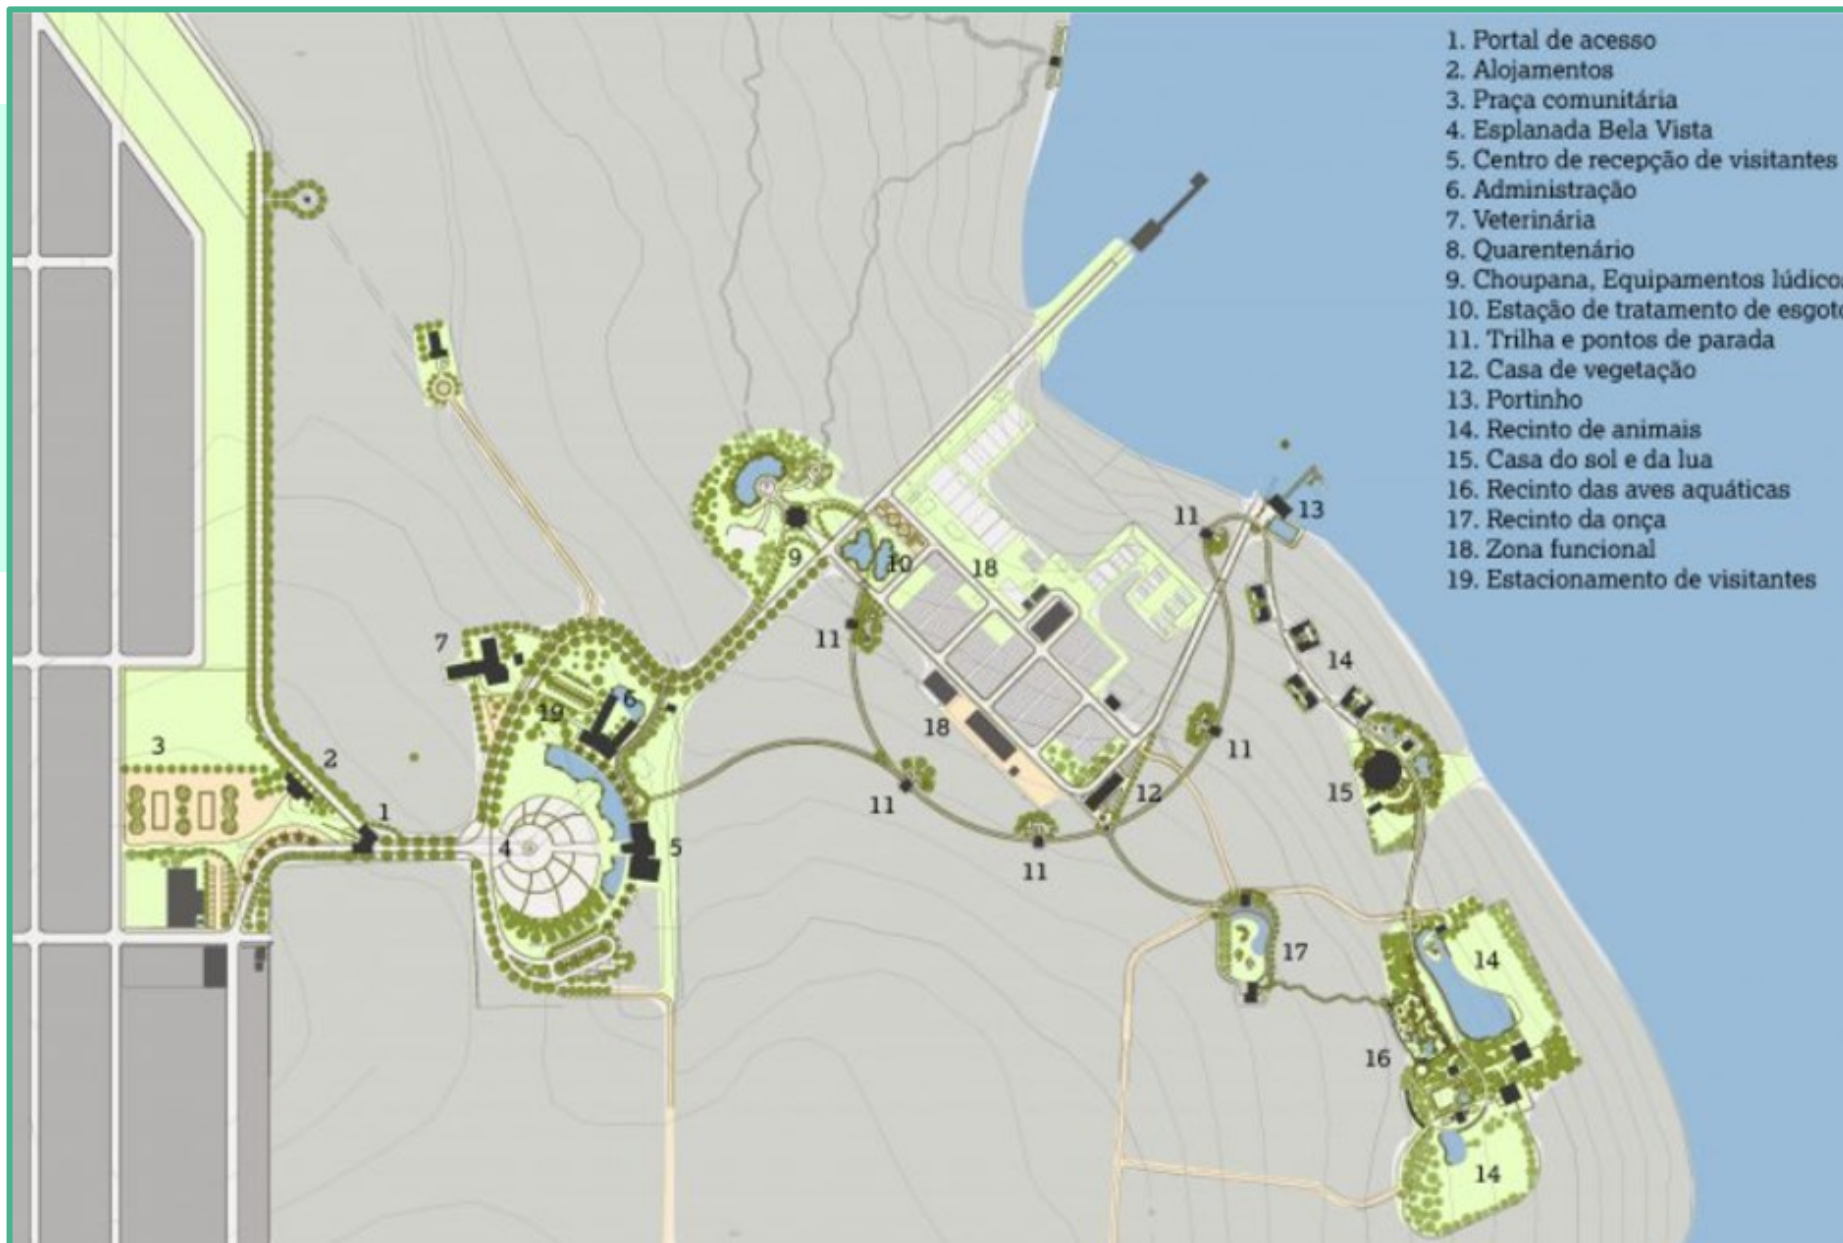 1. Portal de acesso
2. Alojamentos
3. Praça comunitária
4. Esplanada Bela Vista
5. Centro de recepção de visitantes
6. Administração
7. Veterinária
8. Quarentenário
9. Choupana, Equipamentos lúdicos
10. Estação de tratamento de esgoto
11. Trilha e pontos de parada
12. Casa de vegetação
13. Portinho
14. Recinto de animais
15. Casa do sol e da lua
16. Recinto das aves aquáticas
17. Recinto da onça
18. Zona funcional
19. Estacionamento de visitantes
13
11
9
10
18
7
11
14
6
19
18
11
3
2
15
11
12
1
4
5
11
17
14
16
14